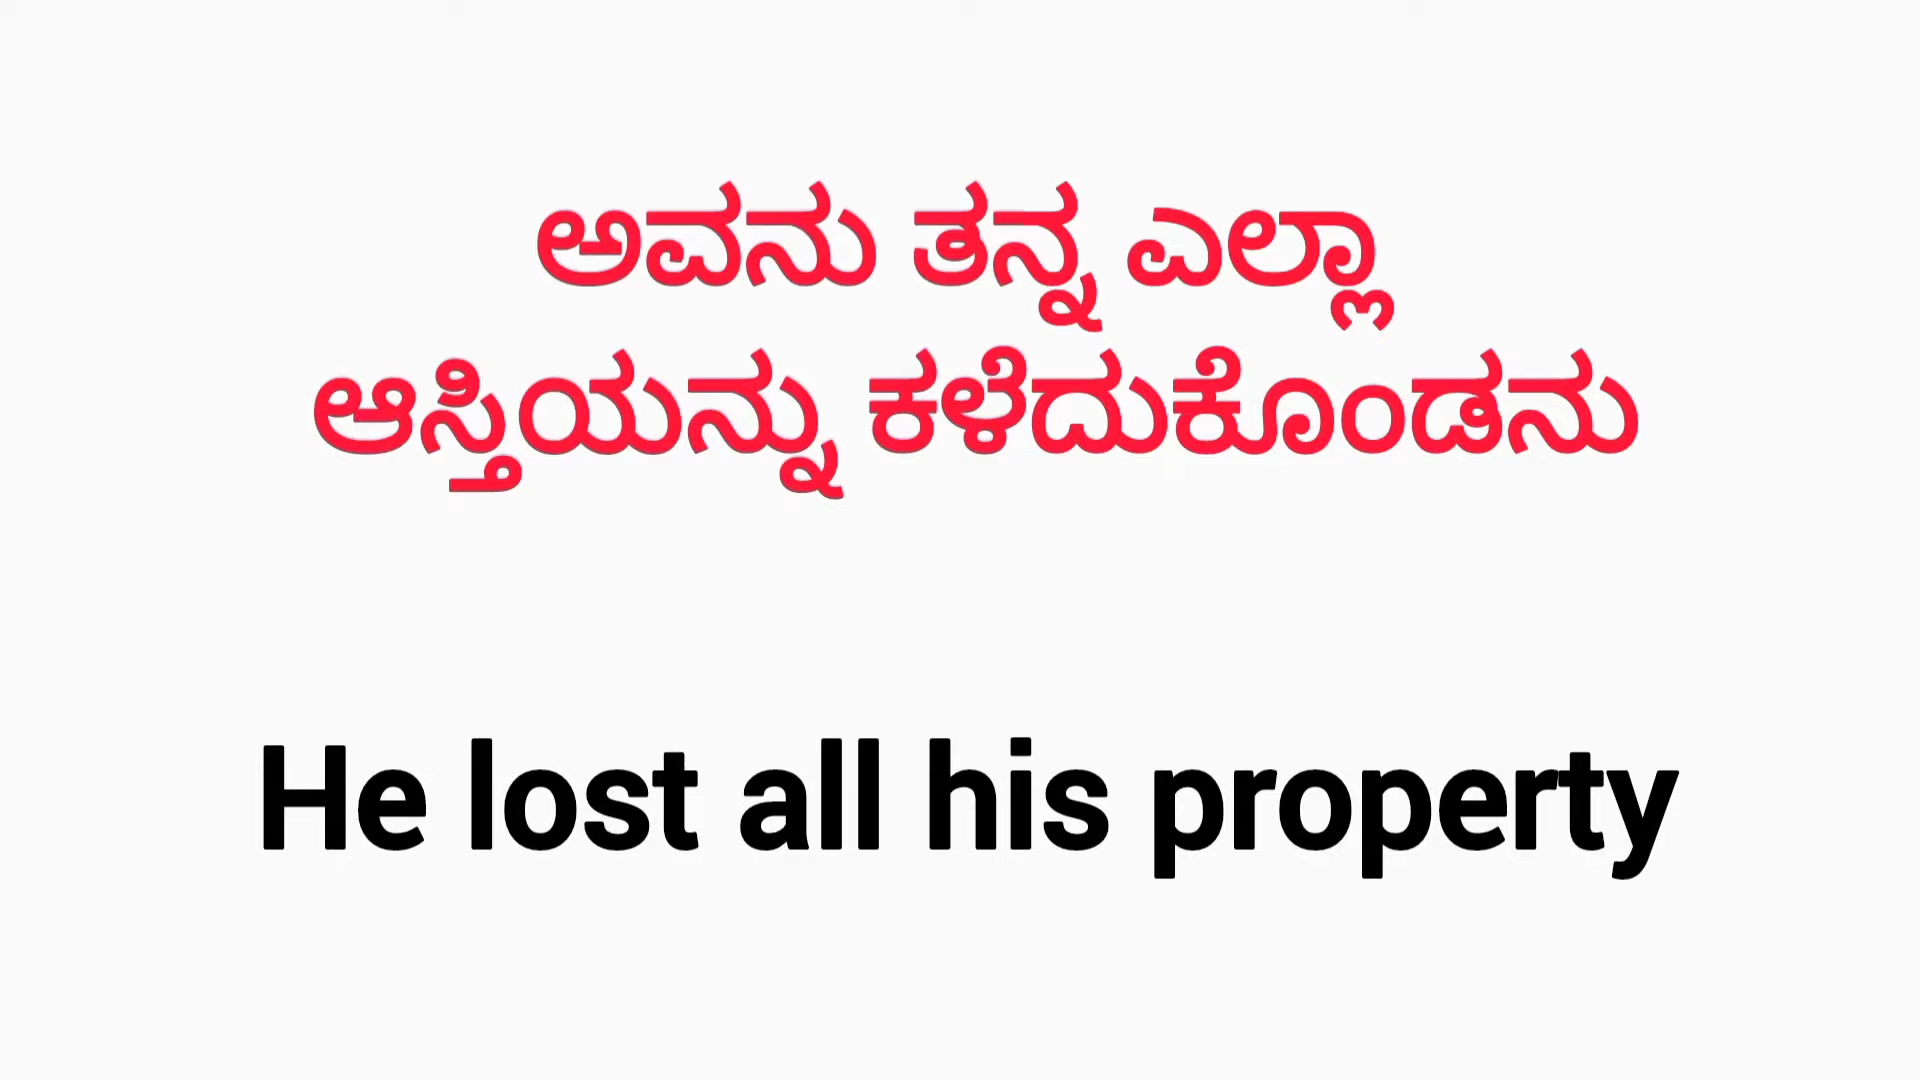 ಅವನು ತನ್ನ ಎಲ್ಲಾ
ಆಸ್ತಿಯನ್ನು ಕಳೆದುಕೊಂಡನು
He lost all his property